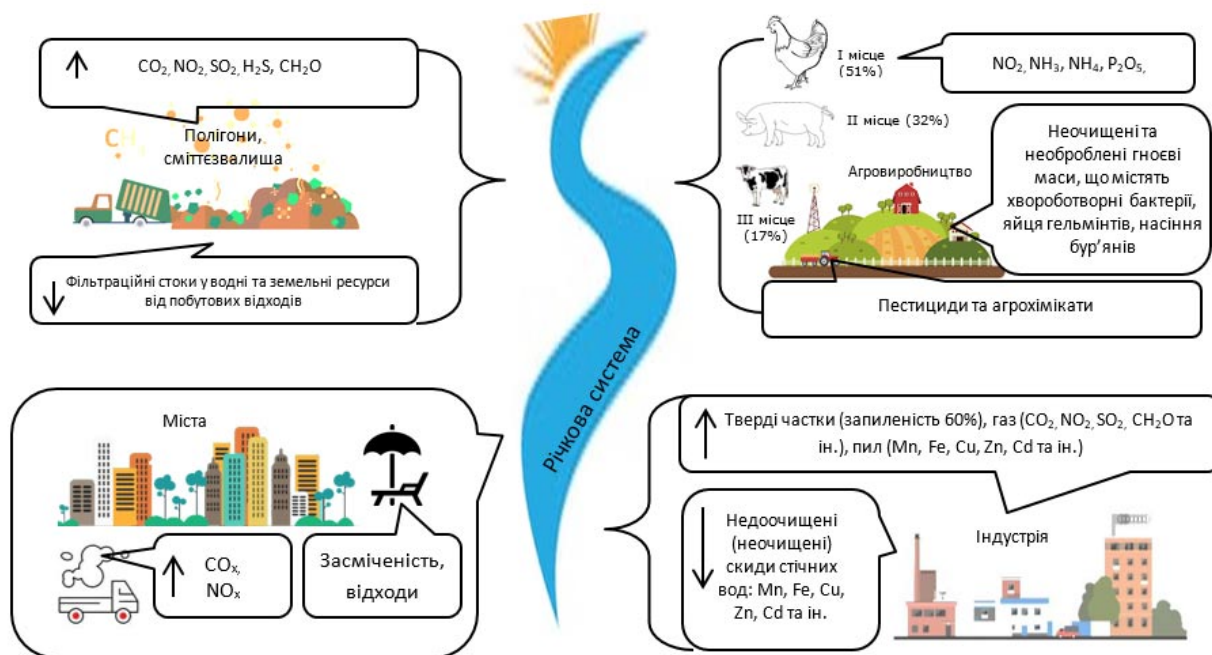 CO₂, NO₂, SO₂, H₂S, CH₂O
CH₄
Полігони,
сміттєзвалища
Фільтраційні стоки у водні та земельні ресурси
від побутових відходів
I місце
(51%)
NO₂, NH₃, NH₄, P₂O₅,
II місце (32%)
Агровиробництво
III місце
(17%)
Неочищені та
необроблені гноєві
маси, що містять
хвороботворні бактерії,
яйця гельмінтів, насіння
бур’янів
Пестициди та агрохімікати
Річкова система
Міста
COₓ,
NOₓ
Засміченість,
відходи
Тверді частки (запиленість 60%), газ (CO₂, NO₂, SO₂, CH₂O та
ін.), пил (Mn, Fe, Cu, Zn, Cd та ін.)
Недоочищені
(неочищені)
скиди стічних
вод: Mn, Fe, Cu,
Zn, Cd та ін.
Індустрія